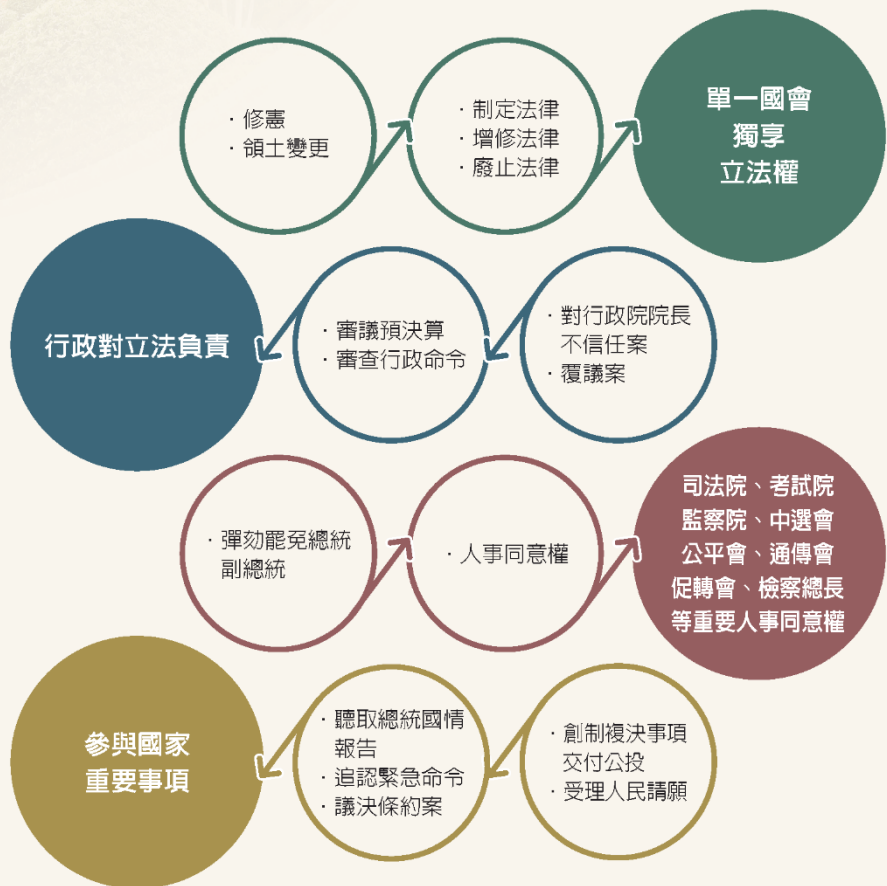 ・修憲
・領土變更
・制定法律
・增修法律
・廢止法律
單一國會
獨享
立法權
行政對立法負責
・審議預決算
・審查行政命令
・對行政院院長
不信任案
・覆議案
・彈劾罷免總統
副總統
・人事同意權
司法院、考試院
監察院、中選會
公平會、通傳會
促轉會、檢察總長
等重要人事同意權
參與國家
重要事項
・聽取總統國情
報告
・追認緊急命令
・議決條約案
・創制複決事項
交付公投
・受理人民請願